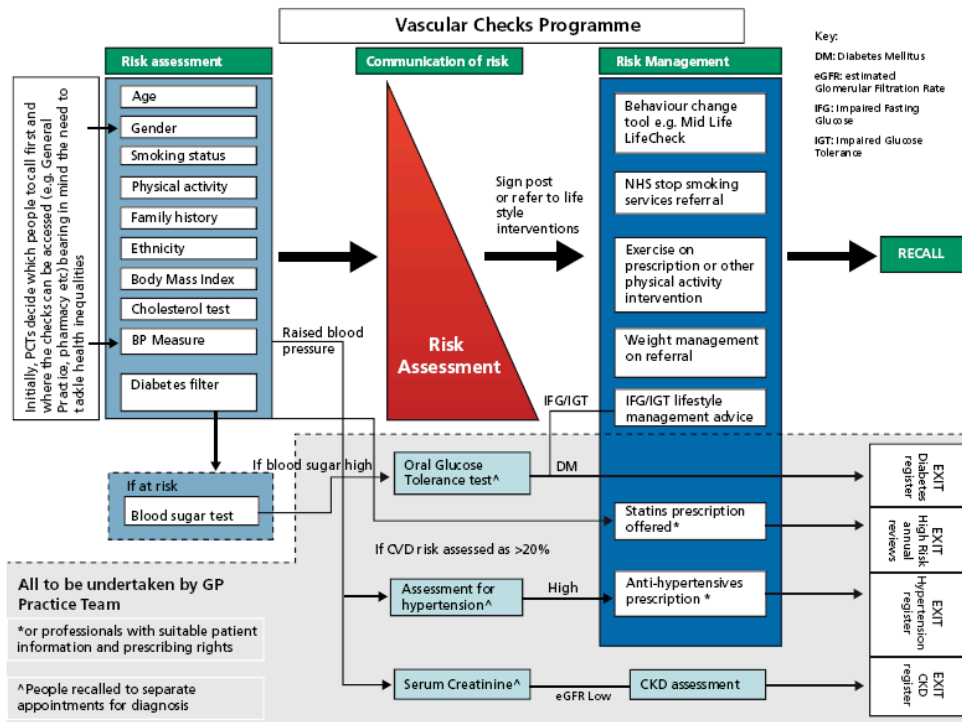 Vascular Checks Programme
Risk assessment
Communication of risk
Risk Management
Key:
DM: Diabetes Mellitus
eGFR: estimated
Glomerular Filtration Rate
IFG: Impaired Fasting
Glucose
IGT: Impaired Glucose
Tolerance
Initially, PCTs decide which people to call first and
where the checks can be accessed (e.g. General
Practice, pharmacy etc) bearing in mind the need to
tackle health inequalities
Age
Gender
Smoking status
Physical activity
Family history
Ethnicity
Body Mass Index
Cholesterol test
BP Measure
Diabetes filter
Raised blood
pressure
Risk
Assessment
Sign post
or refer to life
style
interventions
Behaviour change
tool e.g. Mid Life
LifeCheck
NHS stop smoking
services referral
Exercise on
prescription or other
physical activity
intervention
Weight management
on referral
IFG/IGT lifestyle
management advice
RECALL
IFG/IGT
If blood sugar high
If at risk
Blood sugar test
Oral Glucose
Tolerance test^
DM
EXIT
Diabetes
register
Statins prescription
offered*
EXIT
High Risk
annual
reviews
If CVD risk assessed as >20%
Assessment for
hypertension^
High
Anti-hypertensives
prescription *
EXIT
Hypertension
register
Serum Creatinine^
eGFR Low
CKD assessment
EXIT
CKD
register
All to be undertaken by GP
Practice Team
*or professionals with suitable patient
information and prescribing rights
^People recalled to separate
appointments for diagnosis